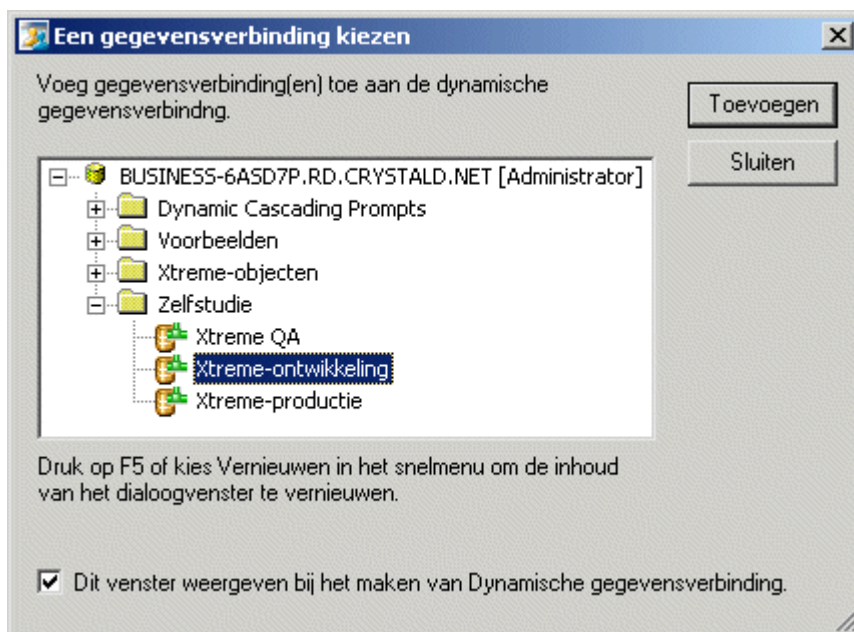 Een gegevensverbinding kiezen
Voeg gegevensverbinding(en) toe aan de dynamische
gegevensverbindng.
Toevoegen
Sluiten
BUSINESS-6ASD7P.RD.CRYSTALD.NET [Administrator]
Dynamic Cascading Prompts
Voorbeelden
Xtreme-objecten
Zelfstudie
Xtreme QA
Xtreme-ontwikkeling
Xtreme-productie
Druk op F5 of kies Vernieuwen in het snelmenu om de inhoud
van het dialoogvenster te vernieuwen.
Dit venster weergeven bij het maken van Dynamische gegevensverbinding.